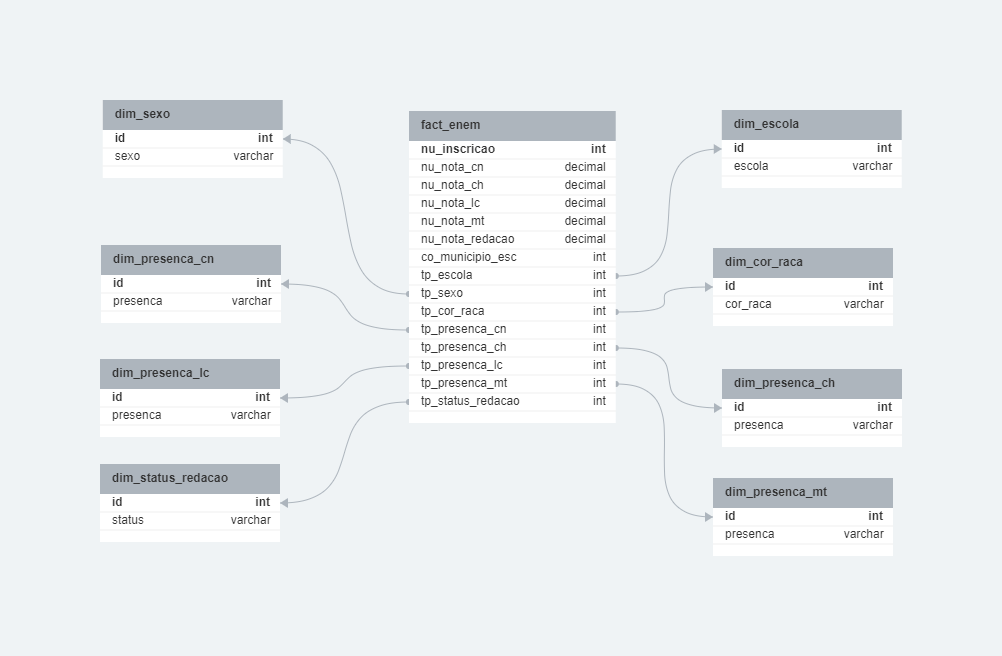 dim_sexo
id int
sexo varchar
dim_presenca_cn
id int
presenca varchar
dim_presenca_lc
id int
presenca varchar
dim_status_redacao
id int
status varchar
fact_enem
nu_inscricao int
nu_nota_cn decimal
nu_nota_ch decimal
nu_nota_lc decimal
nu_nota_mt decimal
nu_nota_redacao decimal
co_municipio_esc int
tp_escola int
tp_sexo int
tp_cor_raca int
tp_presenca_cn int
tp_presenca_ch int
tp_presenca_lc int
tp_presenca_mt int
tp_status_redacao int
dim_escola
id int
escola varchar
dim_cor_raca
id int
cor_raca varchar
dim_presenca_ch
id int
presenca varchar
dim_presenca_mt
id int
presenca varchar